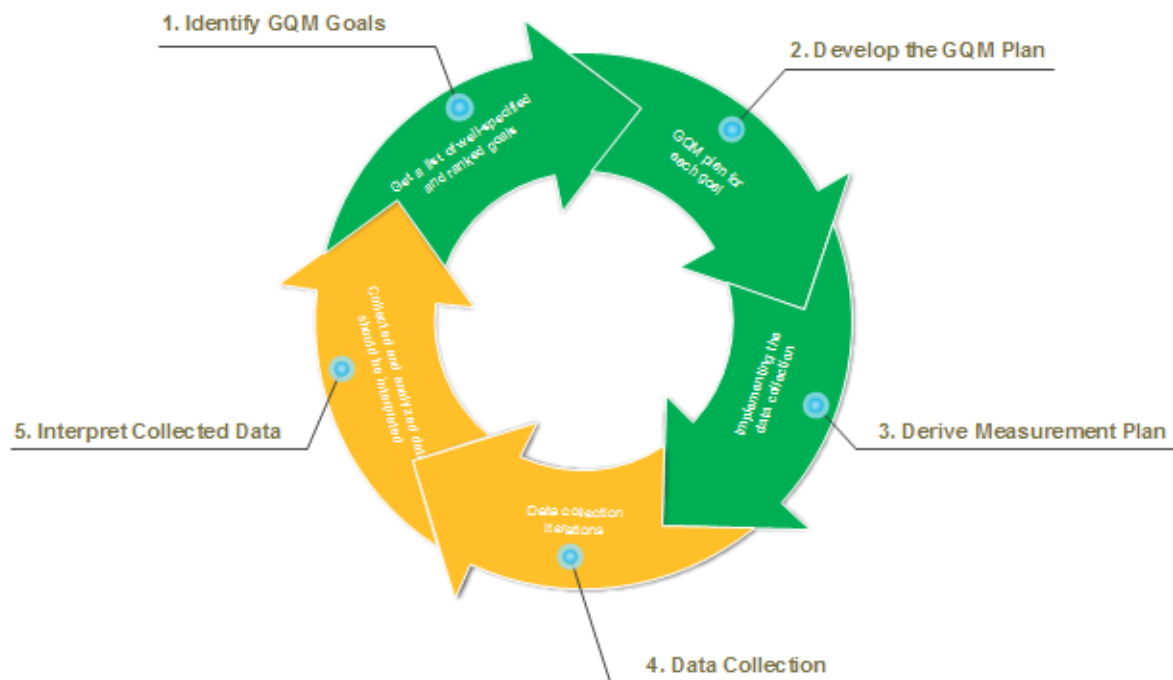 1. Identify GQM Goals
2. Develop the GQM Plan
Get a list of well-specified
and ranked goals
GQM plan for
each goal
Implementing the
data collection
3. Derive Measurement Plan
Data collection
iterations
4. Data Collection
Collected and analyzed data
should be interpreted
5. Interpret Collected Data